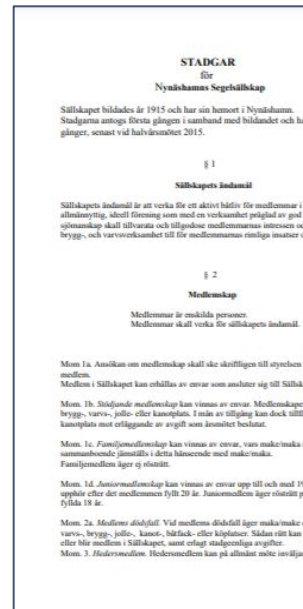 STADGAR
för
Nynäshamns Segelsällskap
Sällskapet bildades år 1915 och har sin hemort i Nynäshamn.
Stadgarna antogs första gången i samband med bildandet och ha
gånger, senast vid halvårsmötet 2015.
§ 1
Sällskapets ändamål
Sällskapets ändamål är att verka för ett aktivt båtliv för medlemmar i
allmännyttig, ideell förening som med en verksamhet präglad av god
sjömanskap skall tillvarata och tillgodose medlemmarnas intressen oc
brygg-, och varvsverksamhet till för medlemmarnas rimliga insatser o
§ 2
Medlemskap
Medlemmar är enskilda personer.
Medlemmar skall verka för sällskapets ändamål.
Mom 1a. Ansökan om medlemskap skall ske skriftligen till styrelsen
medlem.
Medlem i Sällskapet kan erhållas av envar som ansluter sig till Sällsk
Mom. 1b. Stödjande medlemskap kan vinnas av envar. Medlemskape
brygg-, varvs-, jolle- eller kanotplats. I mån av tillgång kan dock tillf
kanotplats mot erläggande av avgift som årsmötet beslutat.
Mom. 1c. Familjemedlemskap kan vinnas av envar, vars make/maka
sammanboende jämställs i detta hänseende med make/maka.
Familjemedlem äger ej rösträtt.
Mom. 1d. Juniormedlemskap kan vinnas av envar upp till och med 19
upphör efter det medlemmen fyllt 20 år. Juniormedlem äger rösträtt p
fyllda 18 år.
Mom. 2a. Medlems dödsfall. Vid medlems dödsfall äger make/maka
varvs-, brygg-, jolle-, kanot-, båtfack- eller köplatser. Sådan rätt kan
eller blir medlem i Sällskapet, samt erlagt stadgeenliga avgifter.
Mom. 3. Hedersmedlem. Hedersmedlem kan på allmänt möte inväljas